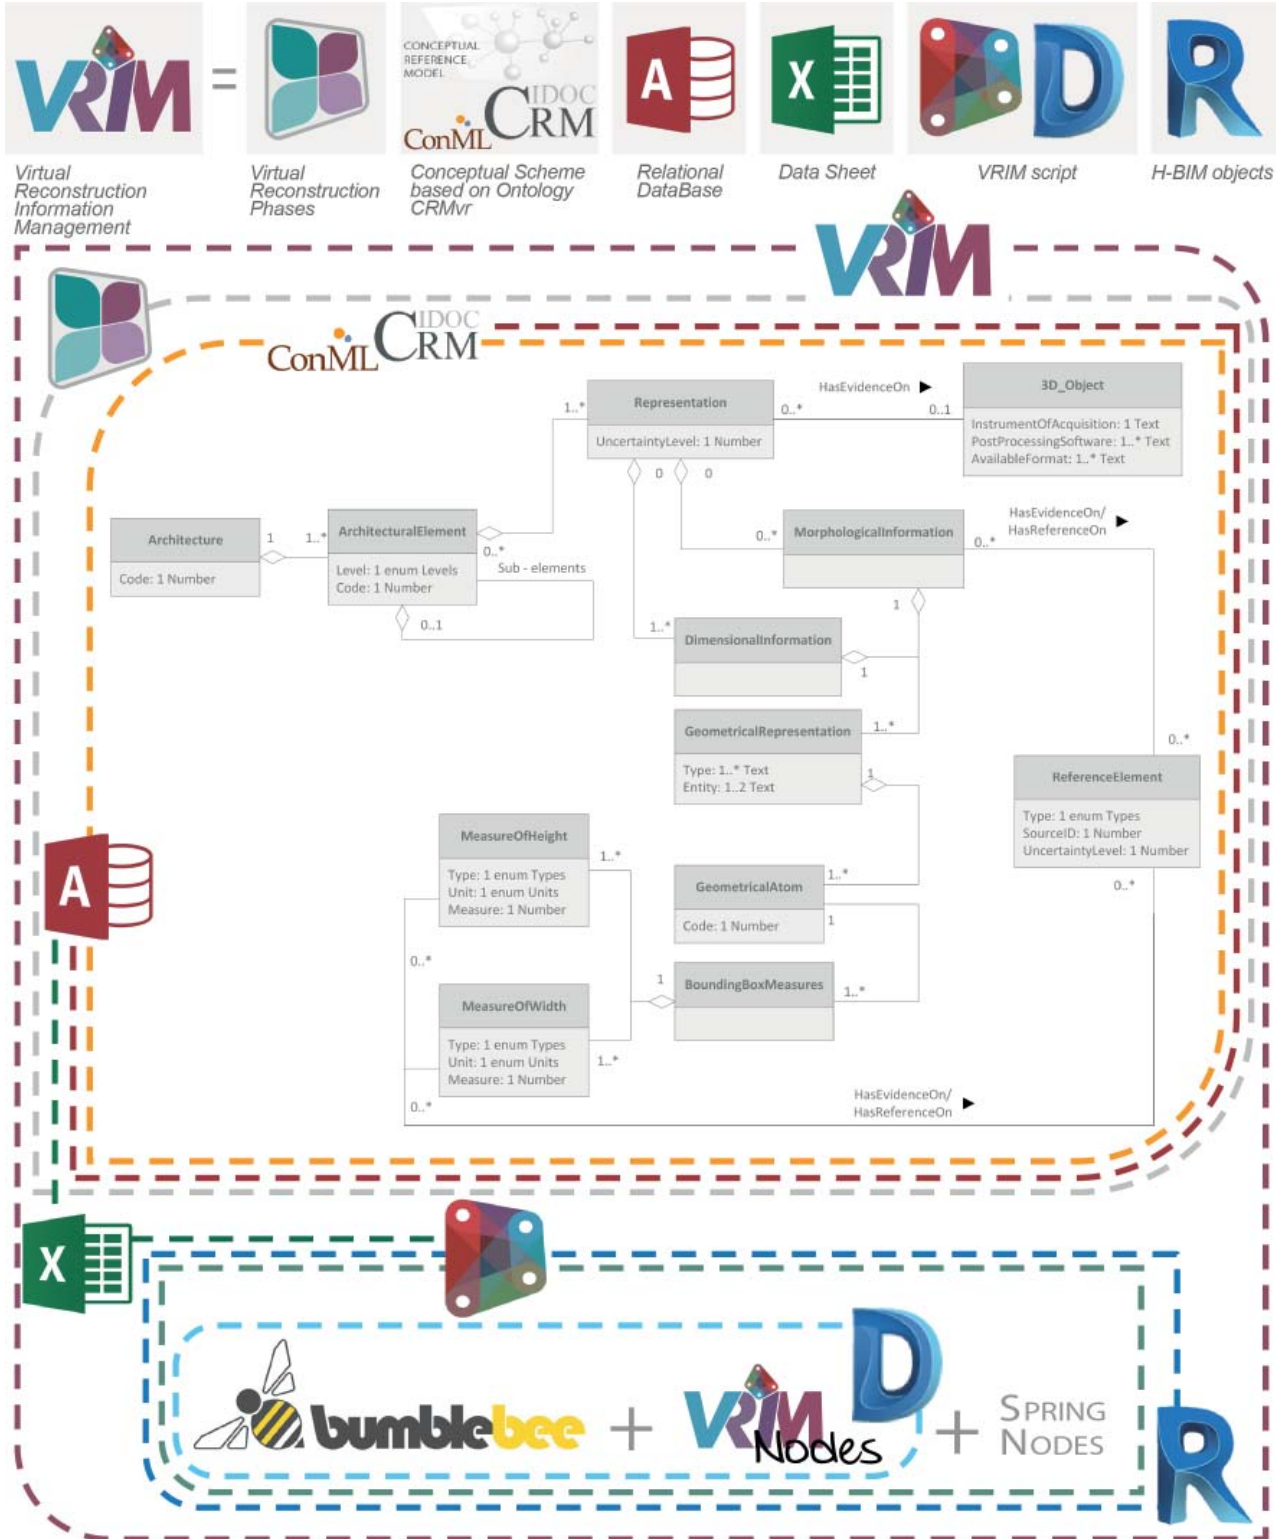 VRIM
=
CONCEPTUAL
REFERENCE
MODEL
CIDOC
CRM
ConML
A
X
D
R
Virtual
Reconstruction
Information
Management
Virtual
Reconstruction
Phases
Conceptual Scheme
based on Ontology
CRMvr
Relational
DataBase
Data Sheet
VRIM script
H-BIM objects
VRIM
ConML
CIDOC
CRM
Representation
UncertaintyLevel: 1 Number
1..*
0..*
HasEvidenceOn ►
0..1
3D_Object
InstrumentOfAcquisition: 1 Text
PostProcessingSoftware: 1..* Text
AvailableFormat: 1..* Text
0
0
Architecture
Code: 1 Number
1
1..*
ArchitecturalElement
Level: 1 enum Levels
Code: 1 Number
0..*
Sub - elements
0..1
0..*
MorphologicalInformation
0..*
HasEvidenceOn/
HasReferenceOn ►
1
1..*
DimensionalInformation
1
GeometricalRepresentation
Type: 1..* Text
Entity: 1..2 Text
1..*
1
0..*
ReferenceElement
Type: 1 enum Types
SourceID: 1 Number
UncertaintyLevel: 1 Number
0..*
A
MeasureOfHeight
Type: 1 enum Types
Unit: 1 enum Units
Measure: 1 Number
1..*
0..*
GeometricalAtom
Code: 1 Number
1..*
1
MeasureOfWidth
Type: 1 enum Types
Unit: 1 enum Units
Measure: 1 Number
1..*
0..*
1
BoundingBoxMeasures
1..*
HasEvidenceOn/
HasReferenceOn ►
X
D
bumblebee + VRIM Nodes + SPRING
NODES
R